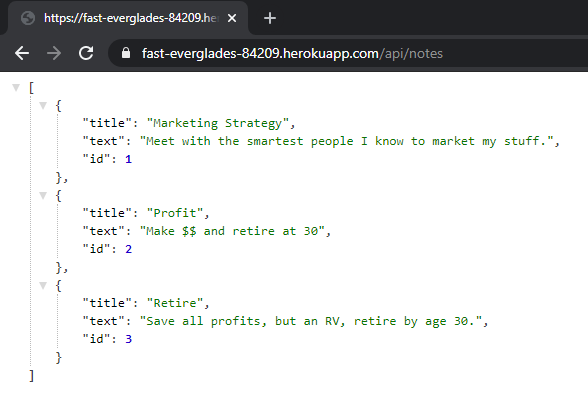 https://fast-everglades-84209.he
fast-everglades-84209.herokuapp.com/api/notes
[
{
"title": "Marketing Strategy",
"text": "Meet with the smartest people I know to market my stuff.",
"id": 1
},
{
"title": "Profit",
"text": "Make $$ and retire at 30",
"id": 2
},
{
"title": "Retire",
"text": "Save all profits, but an RV, retire by age 30.",
"id": 3
}
]